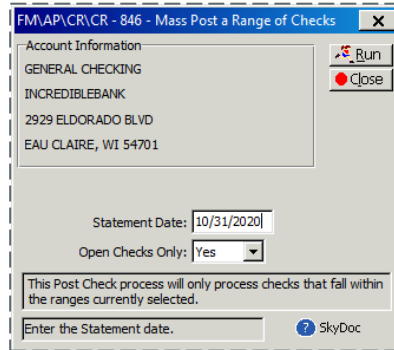 FM\AP\CR\CR - 846 - Mass Post a Range of Checks
Account Information
GENERAL CHECKING
INCREDIBLEBANK
2929 ELDORADO BLVD
EAU CLAIRE, WI 54701
Run
Close
Statement Date: 10/31/2020
Open Checks Only: Yes
This Post Check process will only process checks that fall within
the ranges currently selected.
Enter the Statement date.
SkyDoc